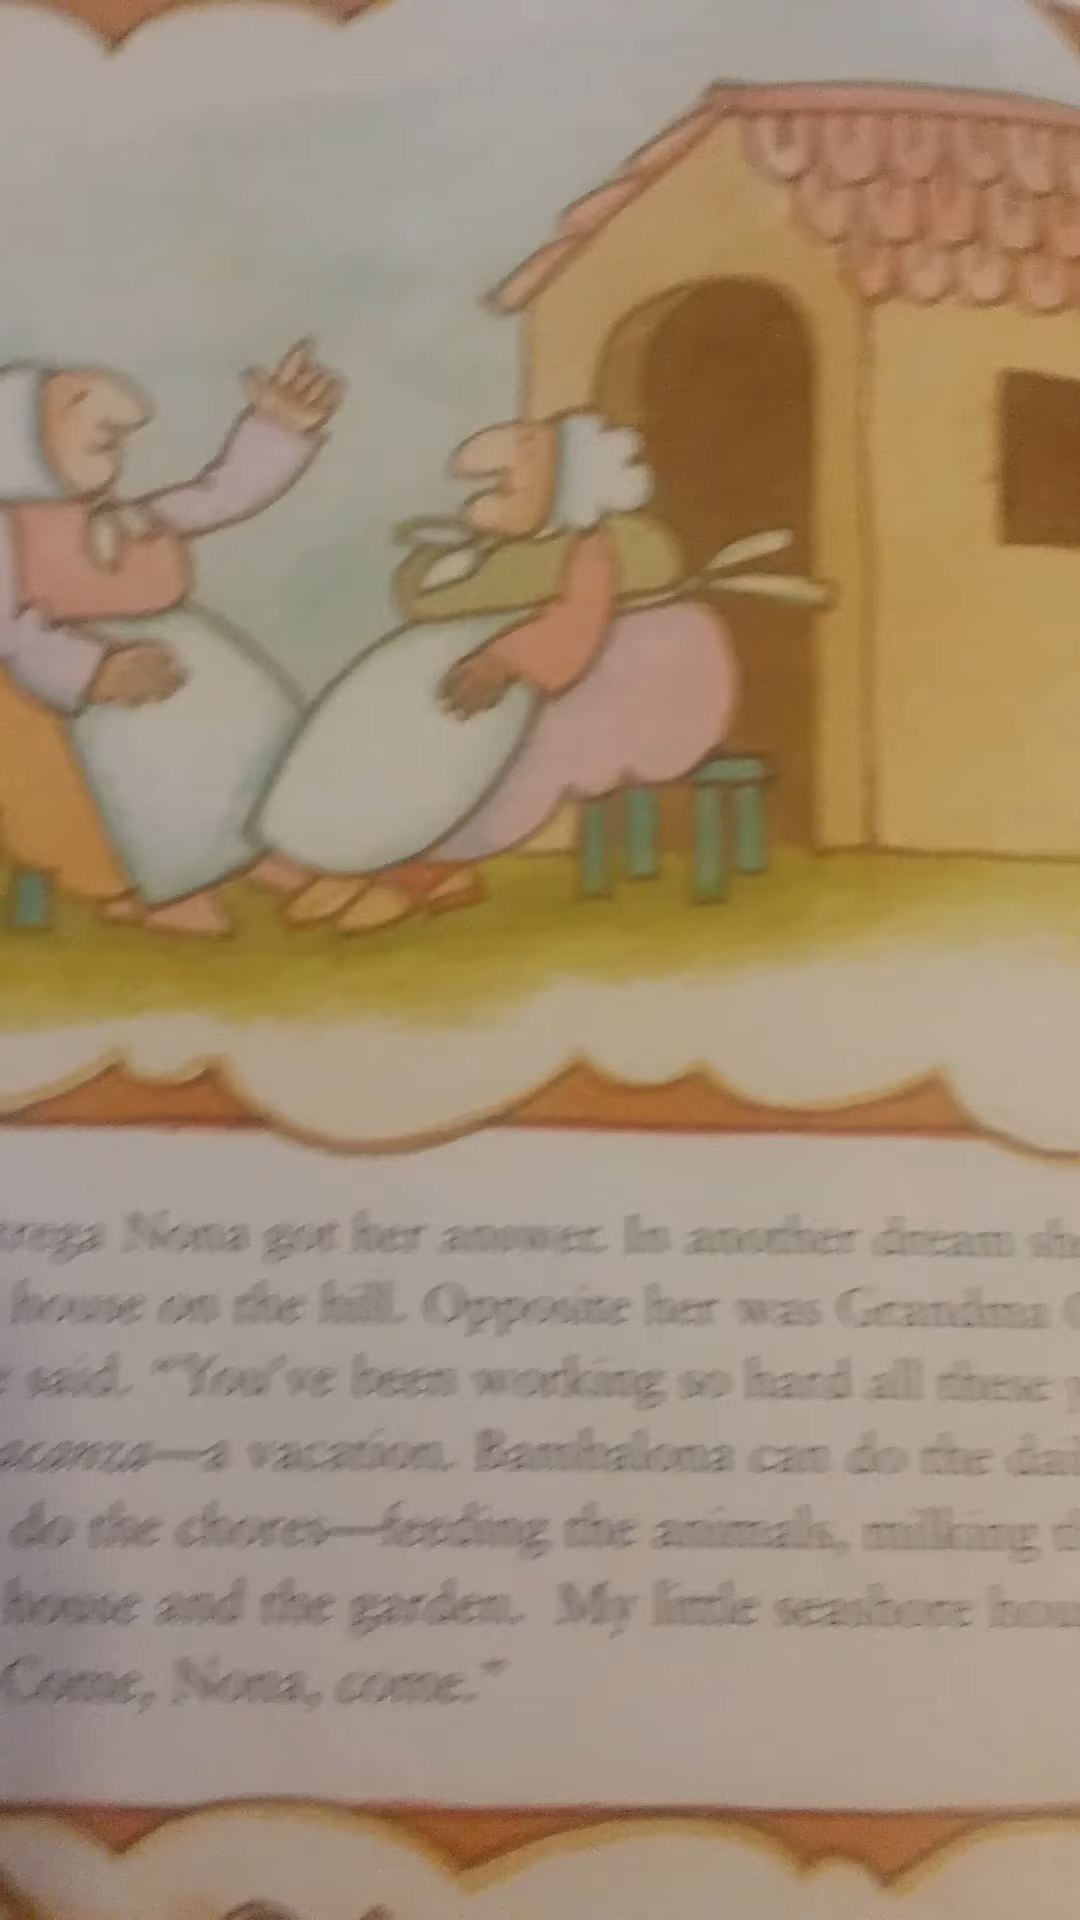 rega Nona got her answer. In another dream sh
house on the hill. Opposite her was Grandma
said. "You've been working so hard all these
acanza—a vacation. Bambalona can do the dai
do the chores—feeding the animals, milking
house and the garden. My little seashore hou
Come, Nona, come."